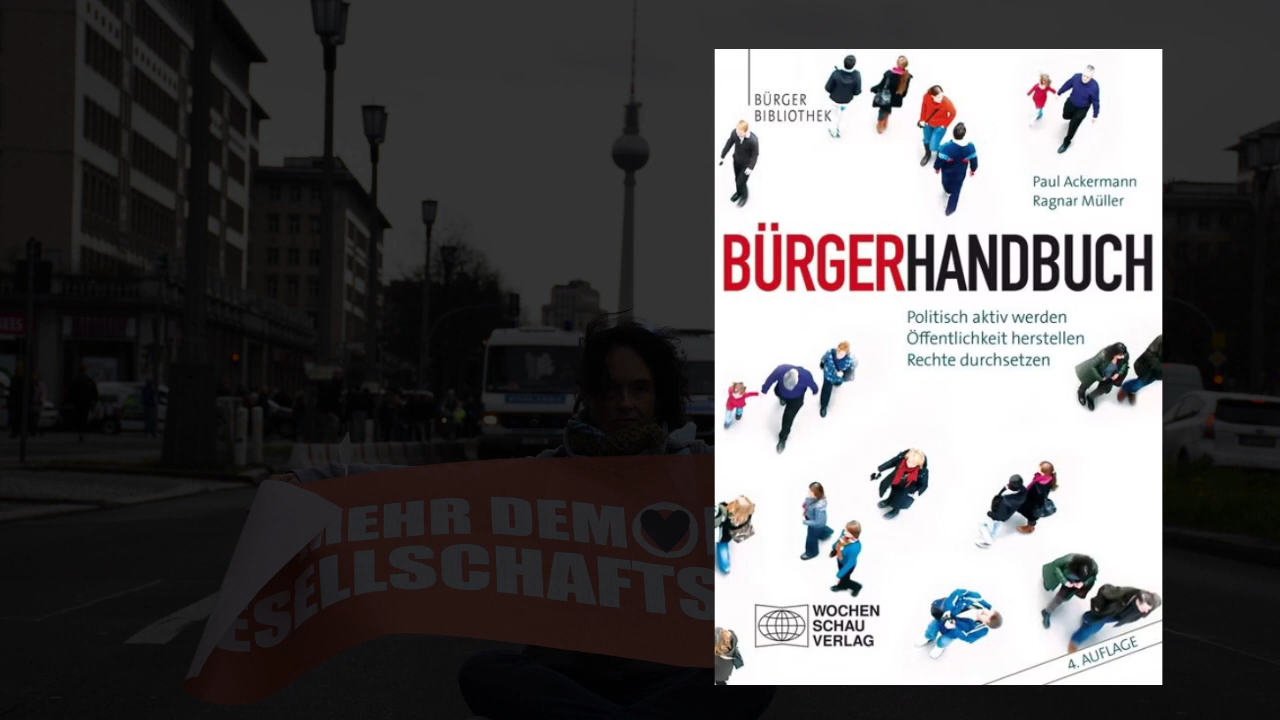 BÜRGER
BIBLIOTHEK
Paul Ackermann
Ragnar Müller
BÜRGERHANDBUCH
Politisch aktiv werden
Öffentlichkeit herstellen
Rechte durchsetzen
WOCHEN
SCHAU
VERLAG
4. AUFLAGE
MEHR DEM
ESELLSCHAFTS